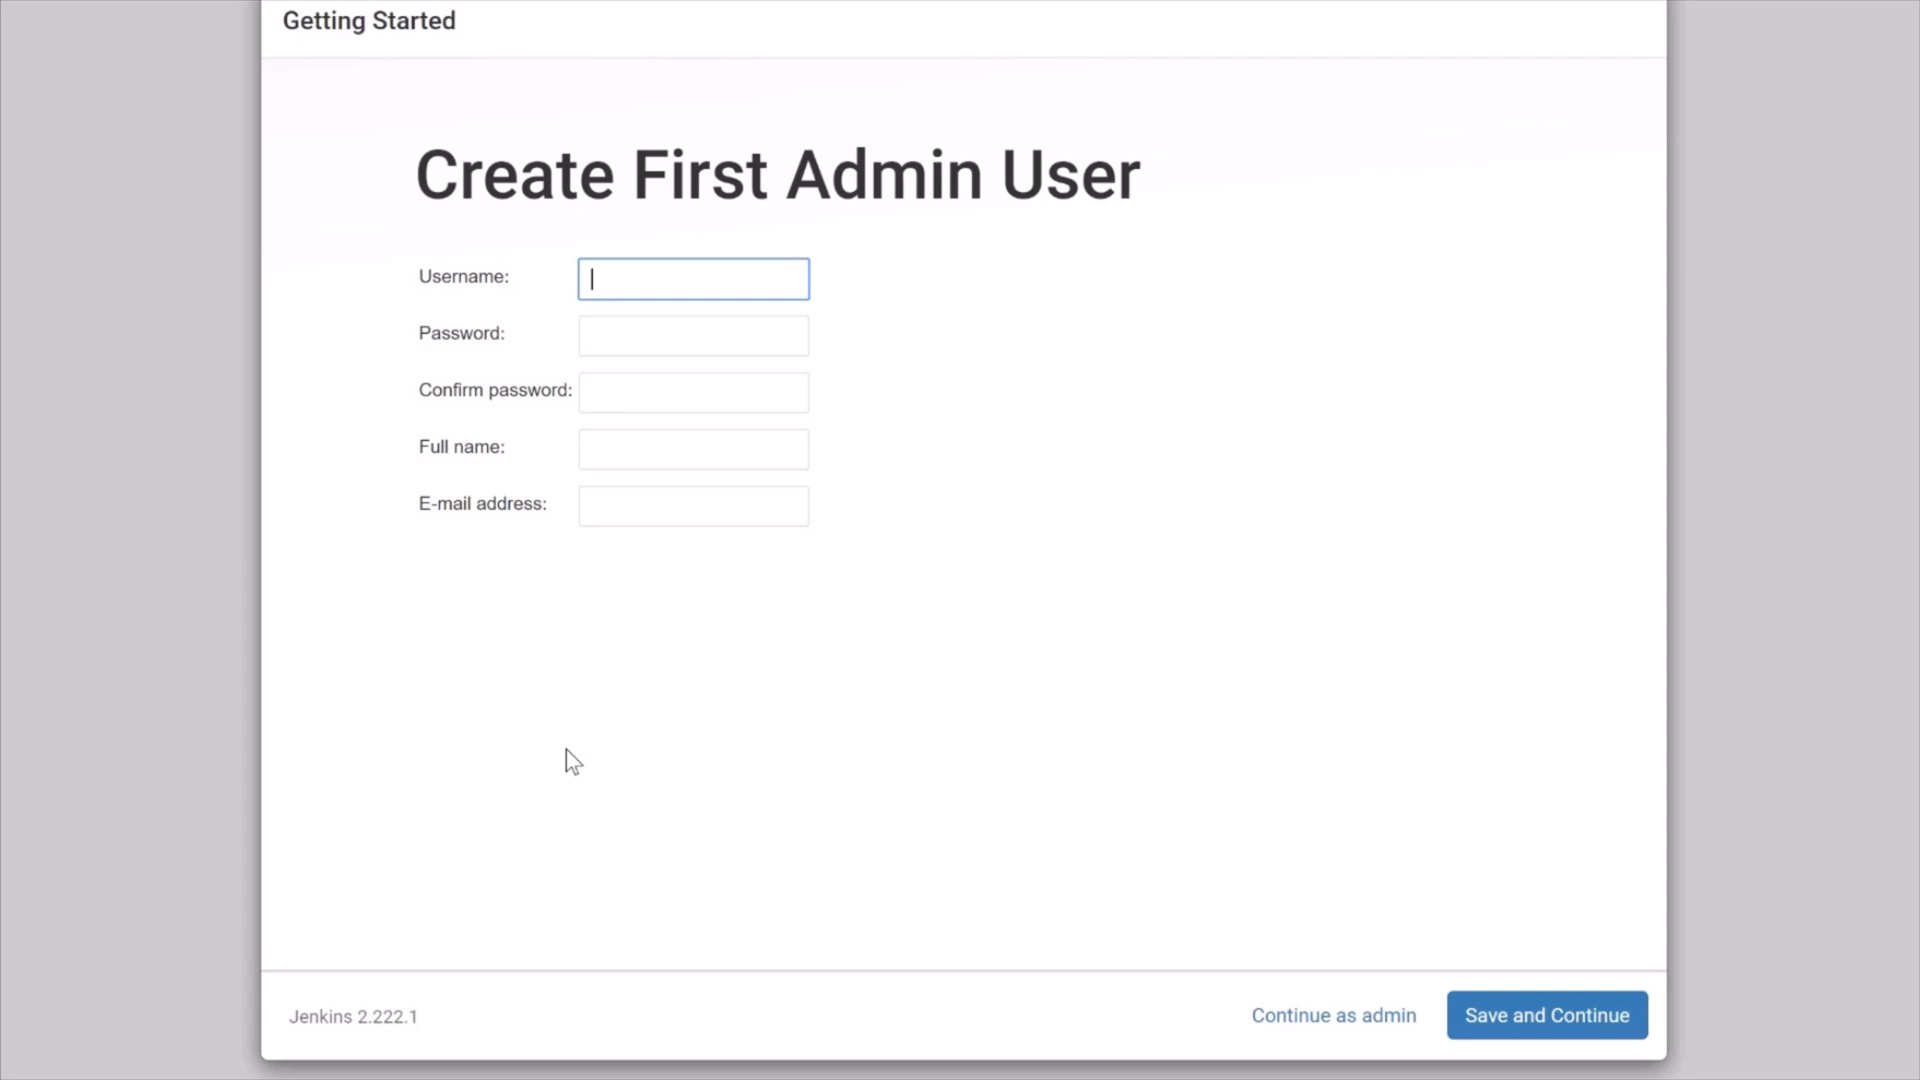 Getting Started
Create First Admin User
Username:
Password:
Confirm password:
Full name:
E-mail address:
Jenkins 2.222.1
Continue as admin
Save and Continue